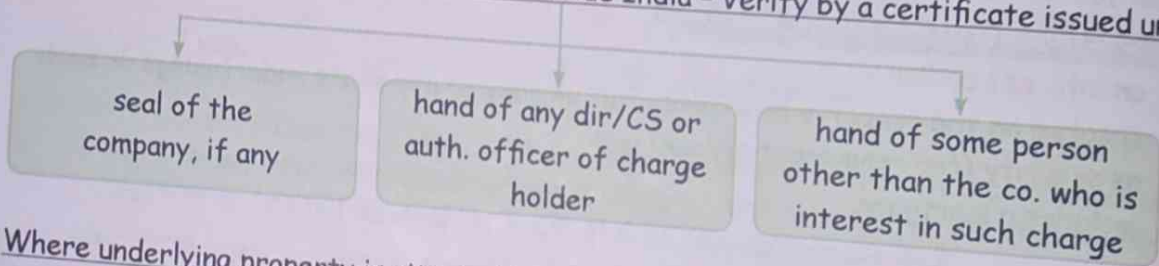 India - verify by a certificate issued
seal of the
company, if any
hand of any dir/CS or
auth. officer of charge
holder
hand of some person
other than the co. who is
interest in such charge
Where underlying